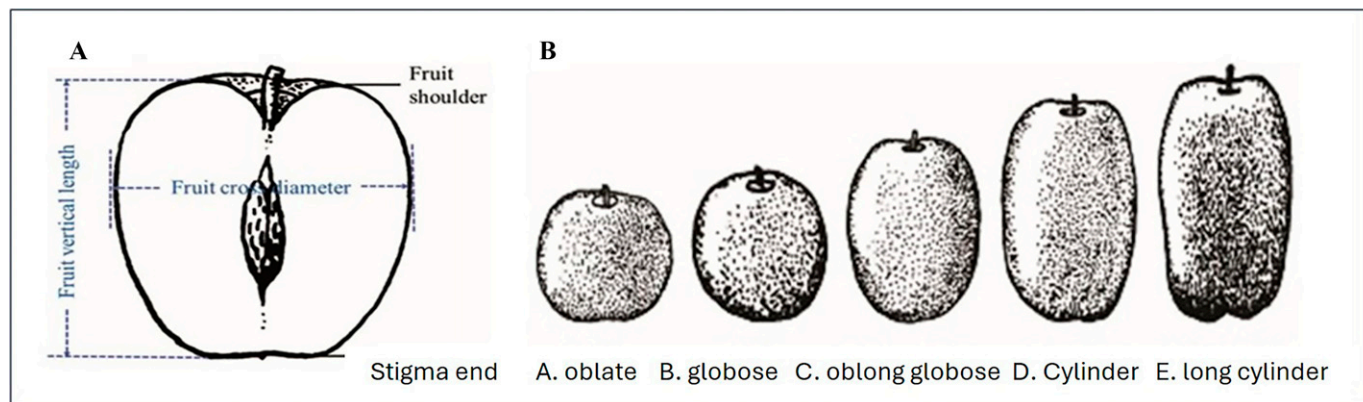 A
B
Fruit
shoulder
Fruit vertical length
Fruit cross diameter
Stigma end
A. oblate B. globose C. oblong globose D. Cylinder E. long cylinder